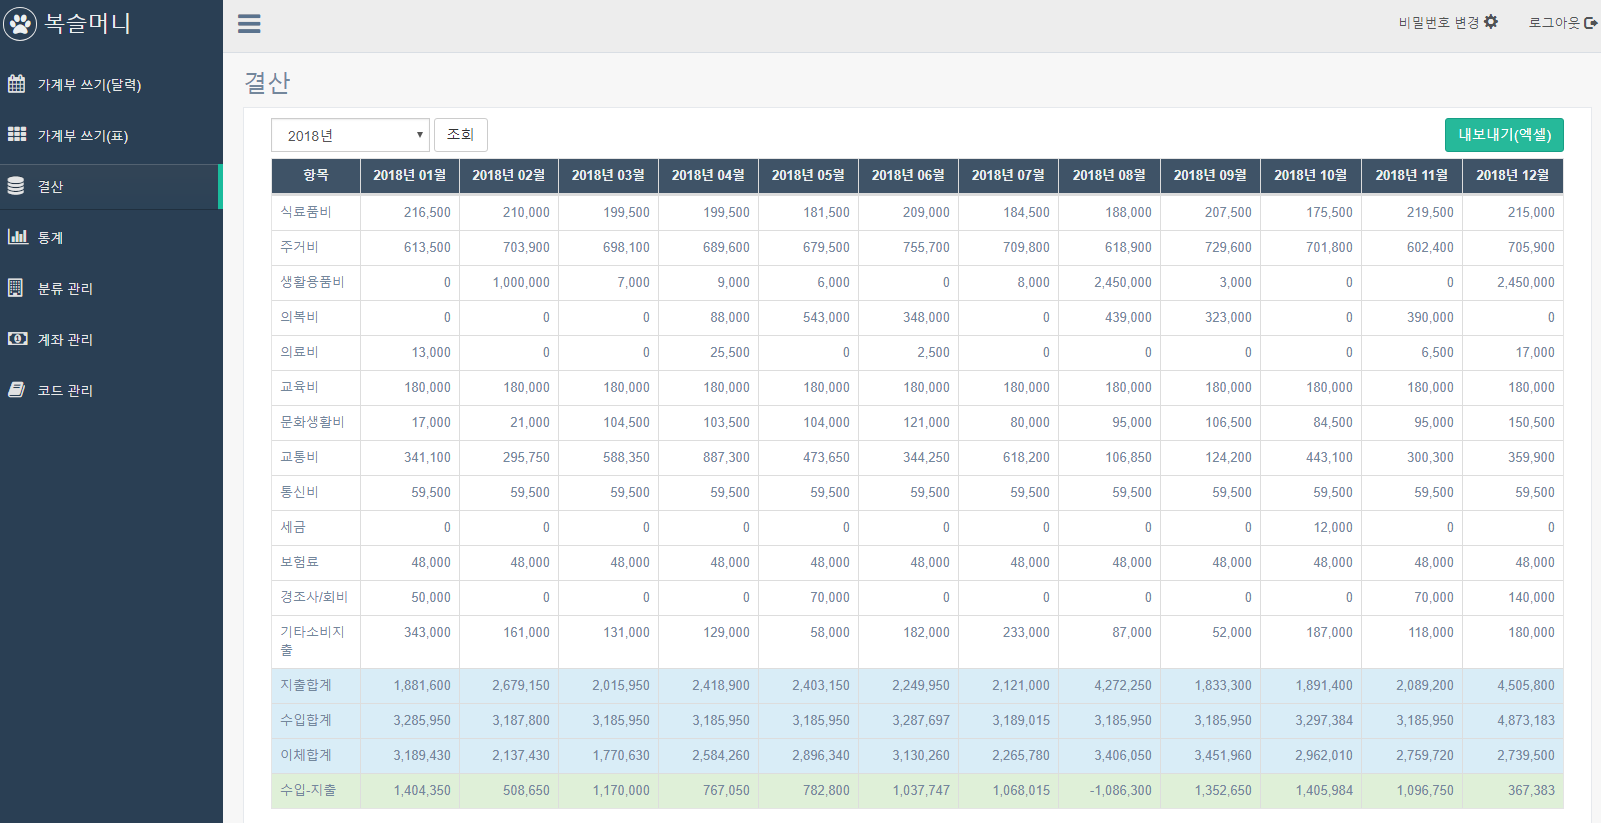 복슬머니
비밀번호 변경 로그아웃
가계부 쓰기(달력)
가계부 쓰기(표)
결산
통계
분류 관리
계좌 관리
코드 관리
결산
2018년 조회 내보내기(엑셀)
항목 2018년 01월 2018년 02월 2018년 03월 2018년 04월 2018년 05월 2018년 06월 2018년 07월 2018년 08월 2018년 09월 2018년 10월 2018년 11월 2018년 12월
식료품비 216,500 210,000 199,500 199,500 181,500 209,000 184,500 188,000 207,500 175,500 219,500 215,000
주거비 613,500 703,900 698,100 689,600 679,500 755,700 709,800 618,900 729,600 701,800 602,400 705,900
생활용품비 0 1,000,000 7,000 9,000 6,000 0 8,000 2,450,000 3,000 0 0 2,450,000
의복비 0 0 0 88,000 543,000 348,000 0 439,000 323,000 0 390,000 0
의료비 13,000 0 0 25,500 0 2,500 0 0 0 0 6,500 17,000
교육비 180,000 180,000 180,000 180,000 180,000 180,000 180,000 180,000 180,000 180,000 180,000 180,000
문화생활비 17,000 21,000 104,500 103,500 104,000 121,000 80,000 95,000 106,500 84,500 95,000 150,500
교통비 341,100 295,750 588,350 887,300 473,650 344,250 618,200 106,850 124,200 443,100 300,300 359,900
통신비 59,500 59,500 59,500 59,500 59,500 59,500 59,500 59,500 59,500 59,500 59,500 59,500
세금 0 0 0 0 0 0 0 0 0 12,000 0 0
보험료 48,000 48,000 48,000 48,000 48,000 48,000 48,000 48,000 48,000 48,000 48,000 48,000
경조사/회비 50,000 0 0 0 70,000 0 0 0 0 0 70,000 140,000
기타소비지 343,000 161,000 131,000 129,000 58,000 182,000 233,000 87,000 52,000 187,000 118,000 180,000
출
지출합계 1,881,600 2,679,150 2,015,950 2,418,900 2,403,150 2,249,950 2,121,000 4,272,250 1,833,300 1,891,400 2,089,200 4,505,800
수입합계 3,285,950 3,187,800 3,185,950 3,185,950 3,185,950 3,287,697 3,189,015 3,185,950 3,185,950 3,297,384 3,185,950 4,873,183
이체합계 3,189,430 2,137,430 1,770,630 2,584,260 2,896,340 3,130,260 2,265,780 3,406,050 3,451,960 2,962,010 2,759,720 2,739,500
수입-지출 1,404,350 508,650 1,170,000 767,050 782,800 1,037,747 1,068,015 -1,086,300 1,352,650 1,405,984 1,096,750 367,383